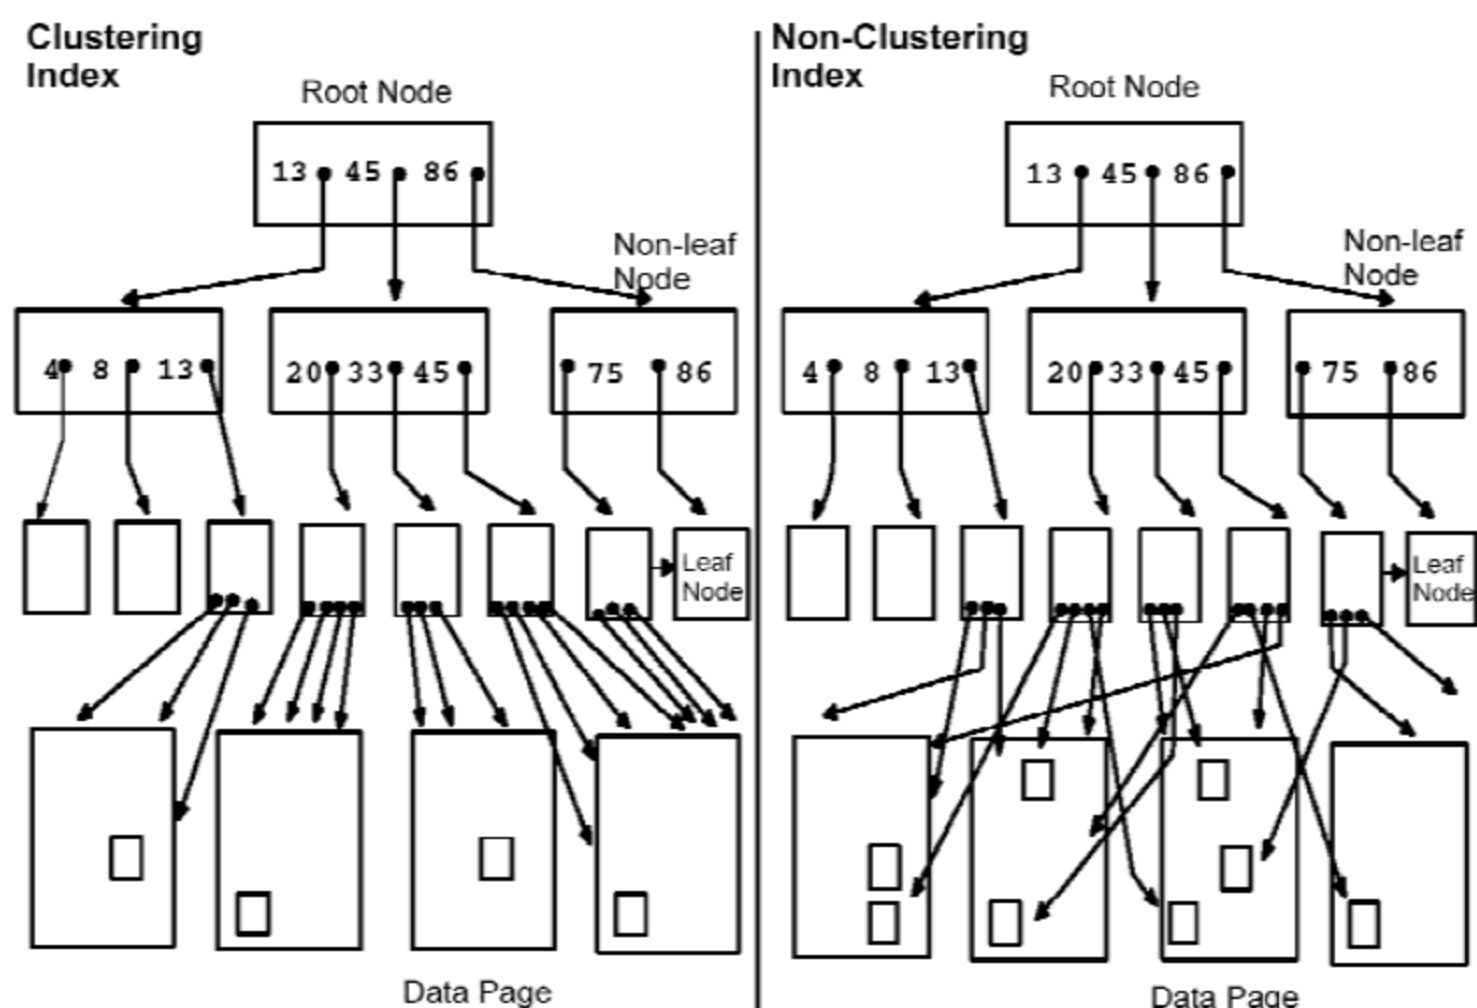 Clustering
Index
Root Node
13 45 86
Non-leaf
Node
4 8 13
20 33 45
75 86
Leaf
Node
Data Page
Non-Clustering
Index
Root Node
13 45 86
Non-leaf
Node
4 8 13
20 33 45
75 86
Leaf
Node
Data Page